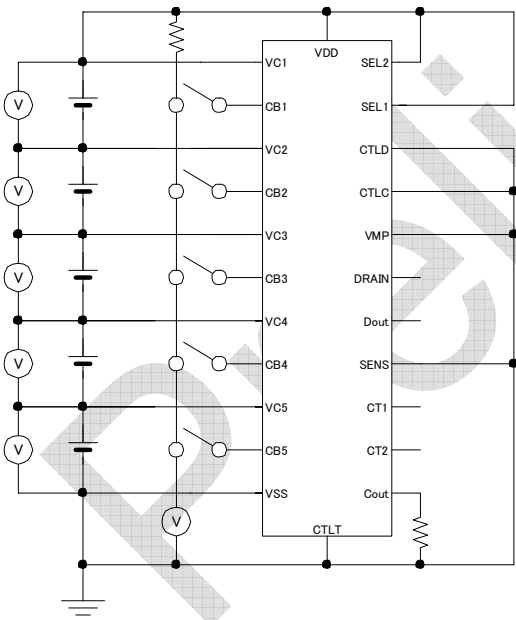 VDD
VC1
SEL2
V
CB1
SEL1
VC2
CTLD
V
CB2
CTLC
VC3
VMP
V
CB3
DRAIN
VC4
Dout
V
CB4
SENS
VC5
CT1
V
CB5
CT2
VSS
Cout
V
CTLT
Preli